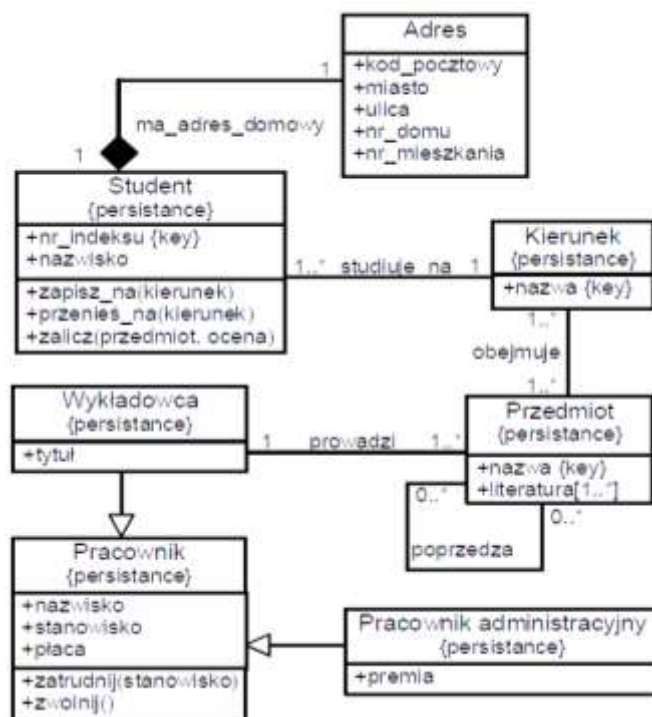 Adres
+kod_pocztowy
+miasto
+ulica
+nr_domu
+nr_mieszkania
1
ma_adres_domowy
1
Student
{persistance}
+nr_indeksu {key}
+nazwisko
+zapisz_na(kierunek)
+przenies_na(kierunek)
+zalicz(przedmiot, ocena)
1..* studiuje_na 1
Kierunek
{persistance}
+nazwa {key}
1..*
obejmuje
1..*
Wykładowca
{persistance}
+tytuł
1 prowadzi 1..*
Przedmiot
{persistance}
+nazwa {key}
+literatura[1..*]
0..*
0..*
poprzedza
Pracownik
{persistance}
+nazwisko
+stanowisko
+płaca
+zatrudnij(stanowisko)
+zwolnij()
Pracownik administracyjny
{persistance}
+premia